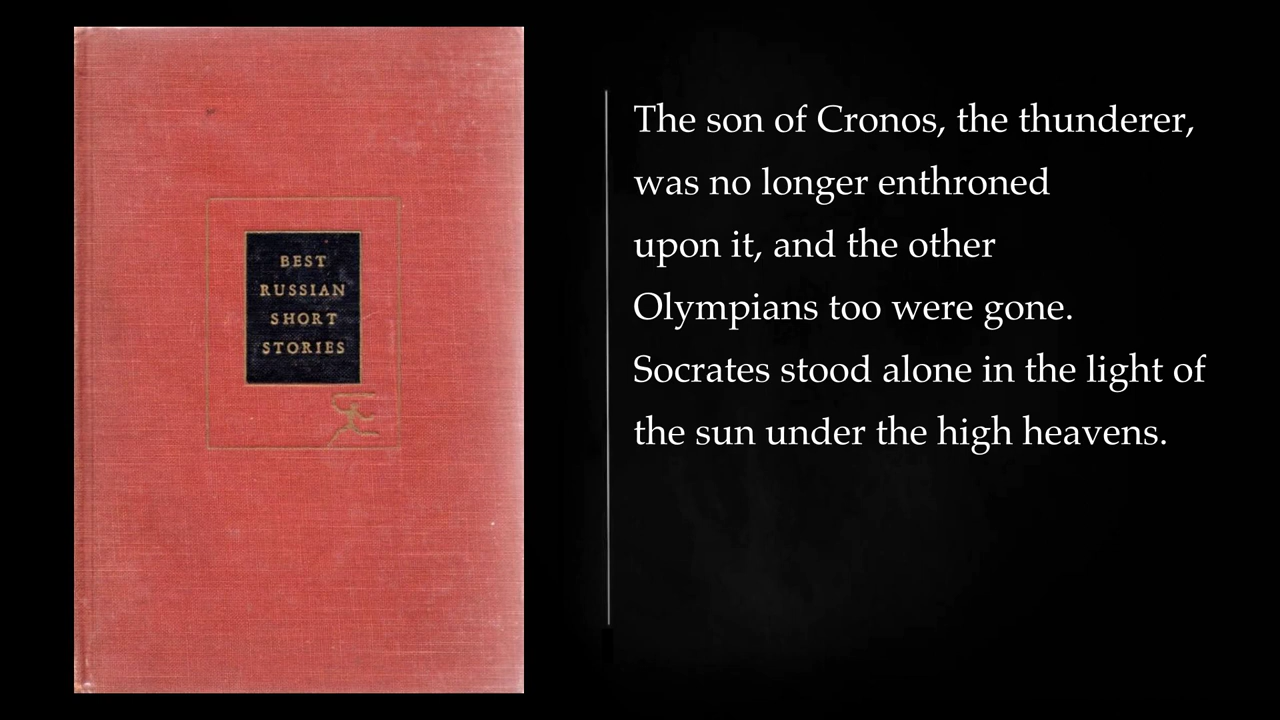 BEST
RUSSIAN
SHORT
STORIES
The son of Cronos, the thunderer,
was no longer enthroned
upon it, and the other
Olympians too were gone.
Socrates stood alone in the light of
the sun under the high heavens.